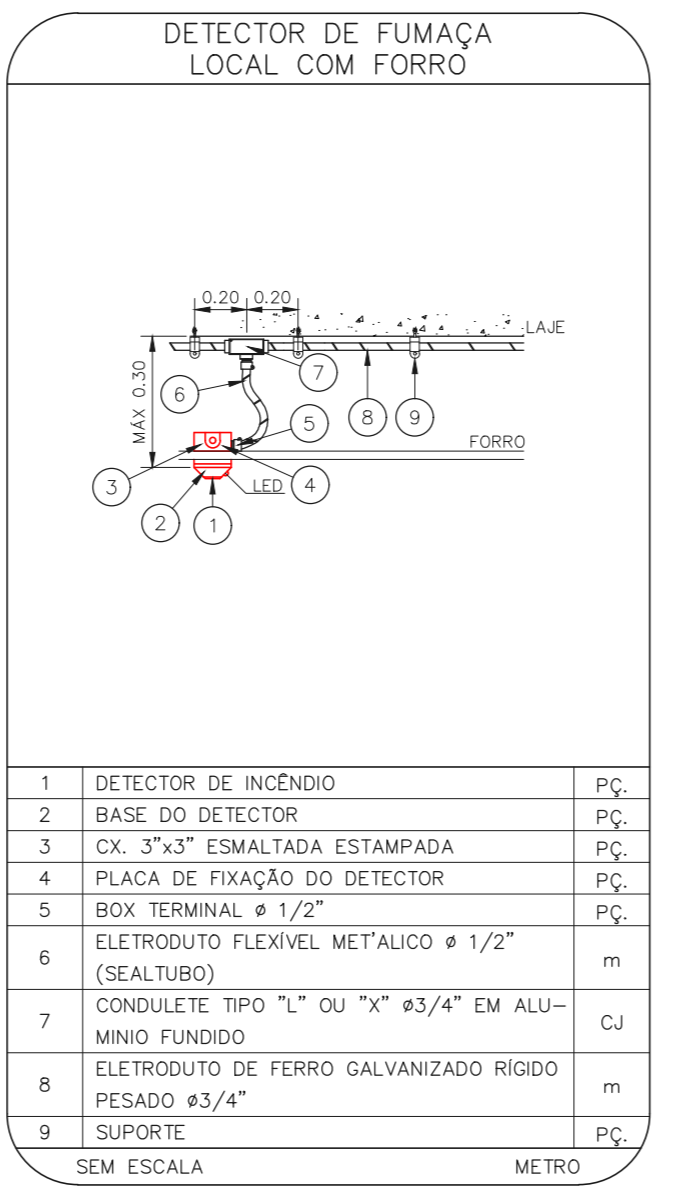 DETECTOR DE FUMAÇA
LOCAL COM FORRO
0.20 0.20
LAJE
MÁX 0.30
7
6
8
9
5
FORRO
3
LED
4
2
1
1 DETECTOR DE INCÊNDIO PÇ.
2 BASE DO DETECTOR PÇ.
3 CX. 3”x3” ESMALTADA ESTAMPADA PÇ.
4 PLACA DE FIXAÇÃO DO DETECTOR PÇ.
5 BOX TERMINAL ø 1/2” PÇ.
6 ELETRODUTO FLEXÍVEL MET’ALICO ø 1/2”
(SEALTUBO) m
7 CONDULETE TIPO ”L” OU ”X” ø3/4” EM ALU–
MINIO FUNDIDO CJ
8 ELETRODUTO DE FERRO GALVANIZADO RÍGIDO
PESADO ø3/4” m
9 SUPORTE PÇ.
SEM ESCALA METRO